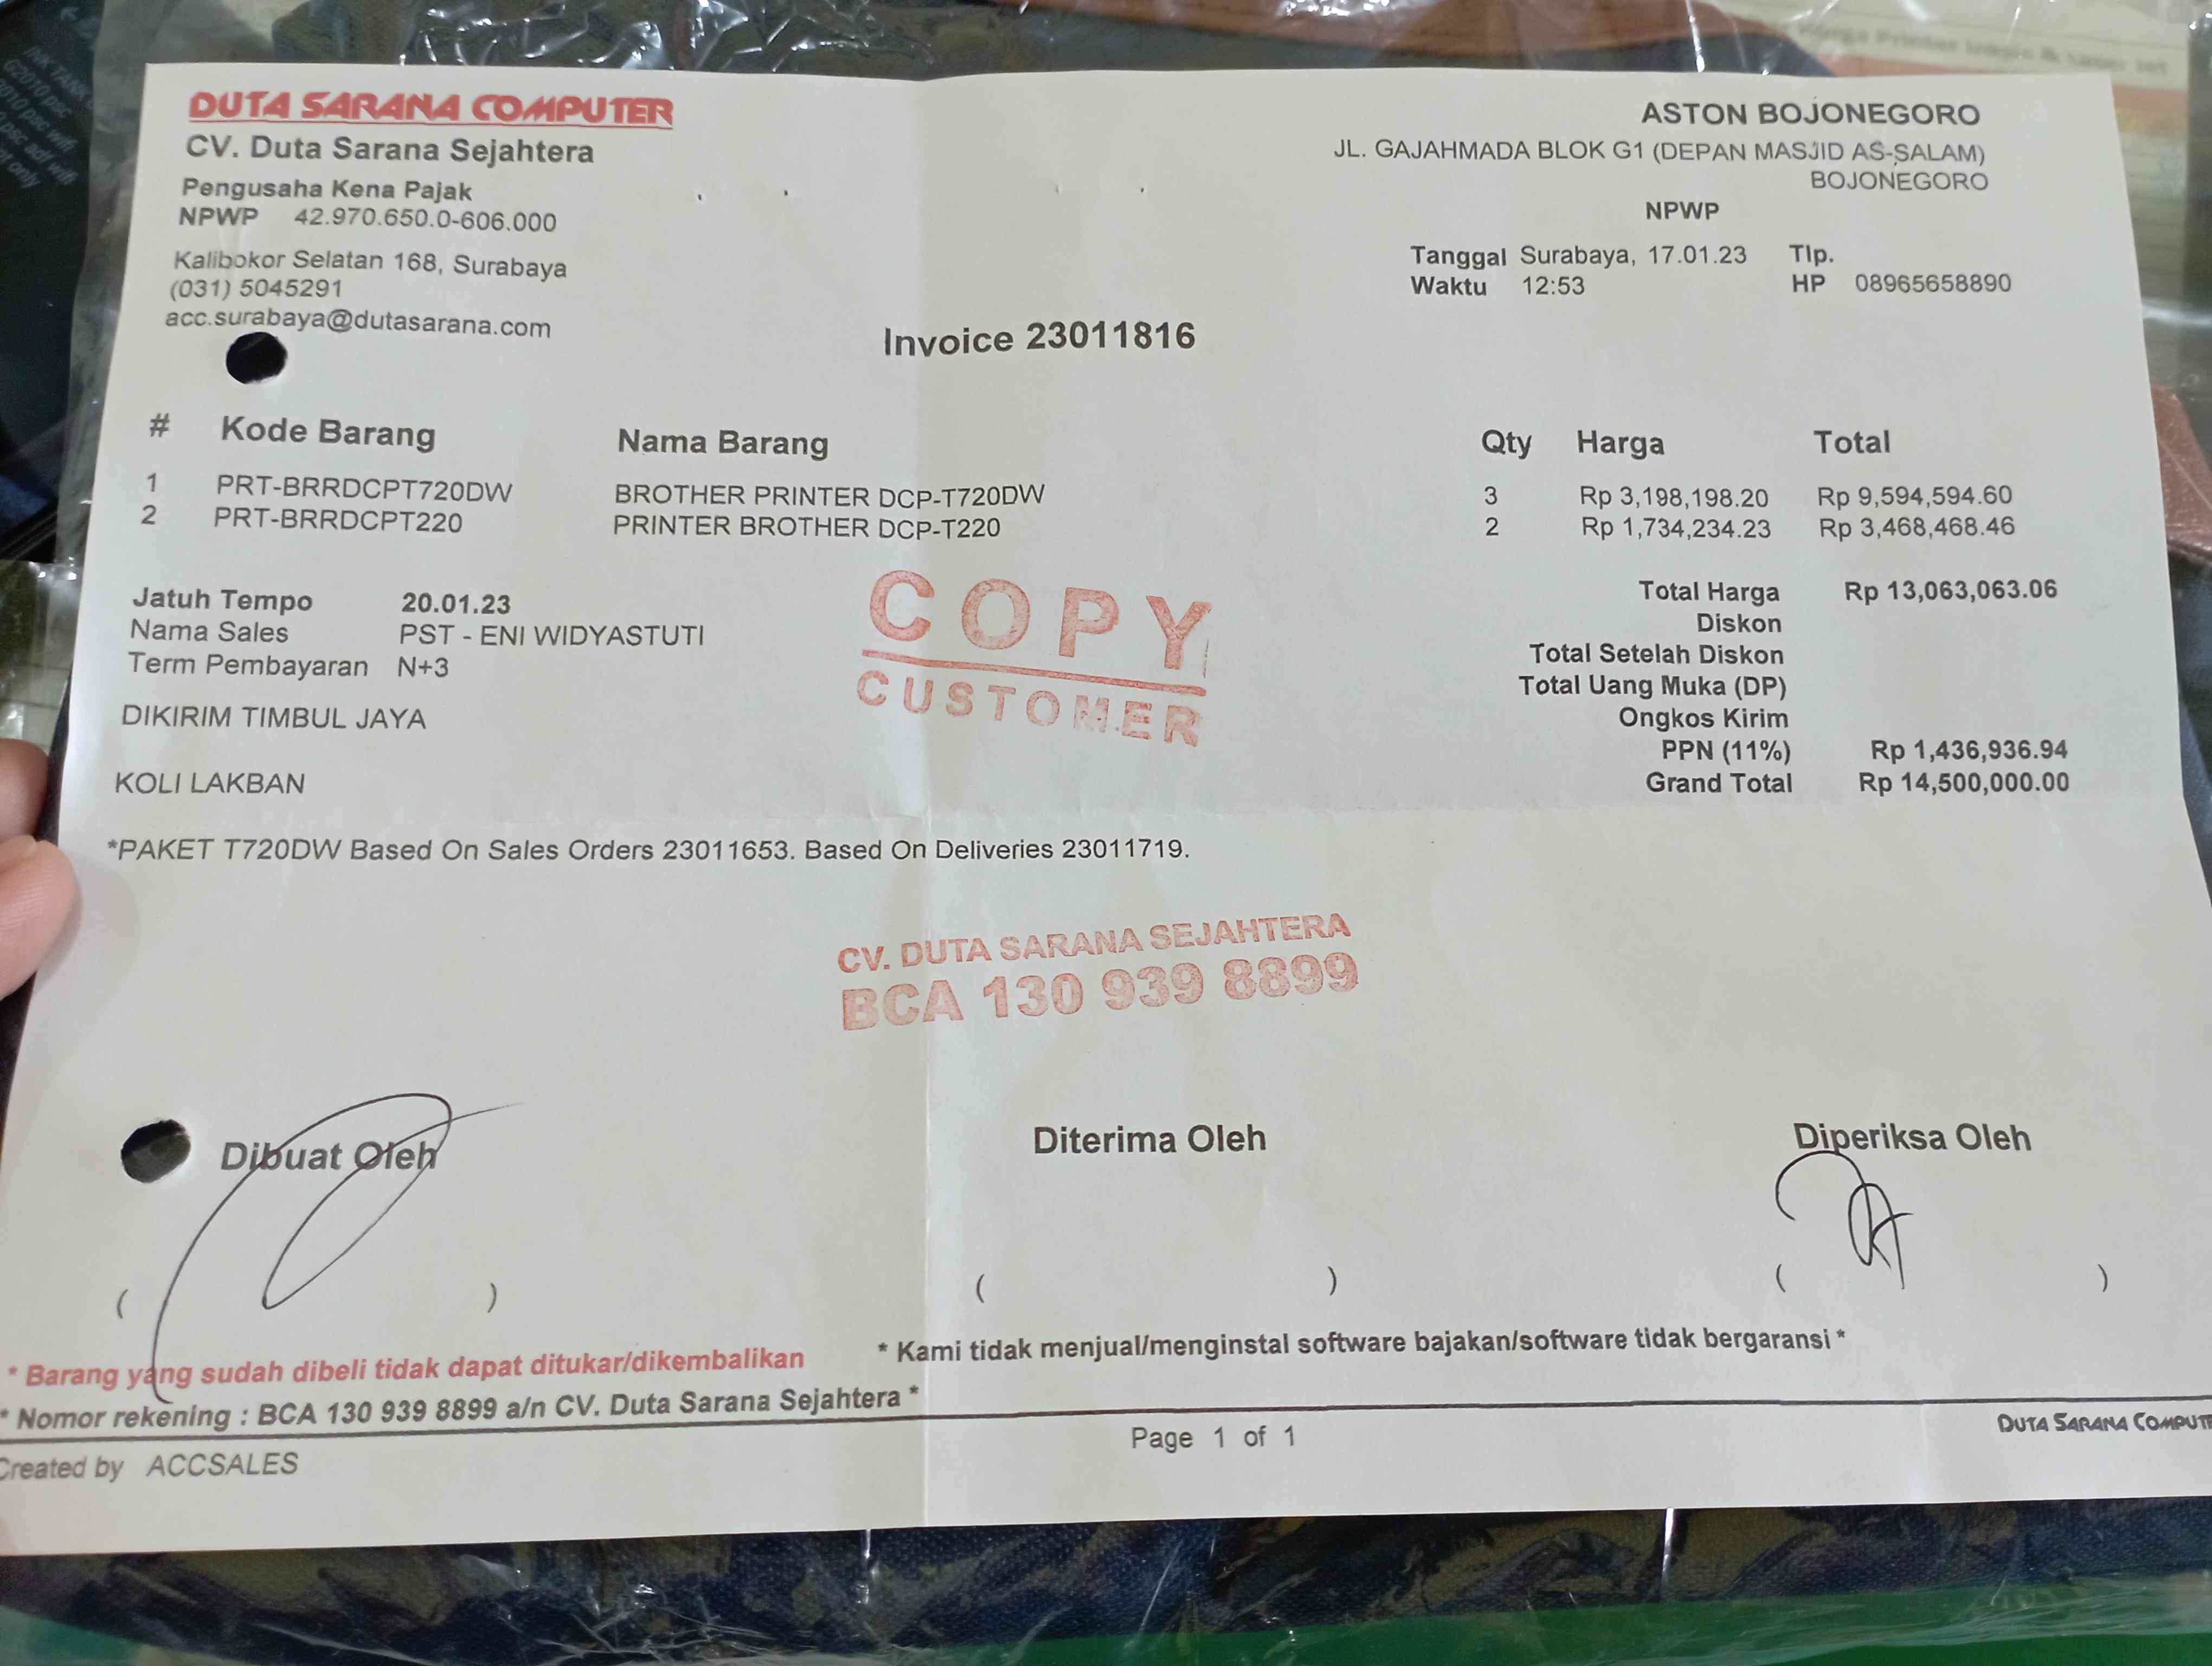 DUTA SARANA COMPUTER
CV. Duta Sarana Sejahtera
Pengusaha Kena Pajak
NPWP 42.970.650.0-606.000
Kalibokor Selatan 168, Surabaya
(031) 5045291
acc.surabaya@dutasarana.com
ASTON BOJONEGORO
JL. GAJAHMADA BLOK G1 (DEPAN MASJID AS-SALAM)
BOJONEGORO
NPWP
Tanggal Surabaya, 17.01.23 Tlp.
Waktu 12:53 HP 08965658890
Invoice 23011816
# Kode Barang Nama Barang Qty Harga Total
1 PRT-BRRDCPT720DW BROTHER PRINTER DCP-T720DW 3 Rp 3,198,198.20 Rp 9,594,594.60
2 PRT-BRRDCPT220 PRINTER BROTHER DCP-T220 2 Rp 1,734,234.23 Rp 3,468,468.46
Jatuh Tempo 20.01.23
Nama Sales PST - ENI WIDYASTUTI
Term Pembayaran N+3
DIKIRIM TIMBUL JAYA
KOLI LAKBAN
COPY
CUSTOMER
Total Harga Rp 13,063,063.06
Diskon
Total Setelah Diskon
Total Uang Muka (DP)
Ongkos Kirim
PPN (11%) Rp 1,436,936.94
Grand Total Rp 14,500,000.00
*PAKET T720DW Based On Sales Orders 23011653. Based On Deliveries 23011719.
CV. DUTA SARANA SEJAHTERA
BCA 130 939 8899
Dibuat Oleh Diterima Oleh Diperiksa Oleh
( ) ( ) ( )
* Barang yang sudah dibeli tidak dapat ditukar/dikembalikan * Kami tidak menjual/menginstal software bajakan/software tidak bergaransi *
* Nomor rekening : BCA 130 939 8899 a/n CV. Duta Sarana Sejahtera *
Page 1 of 1 DUTA SARANA COMPUTE
Created by ACCSALES